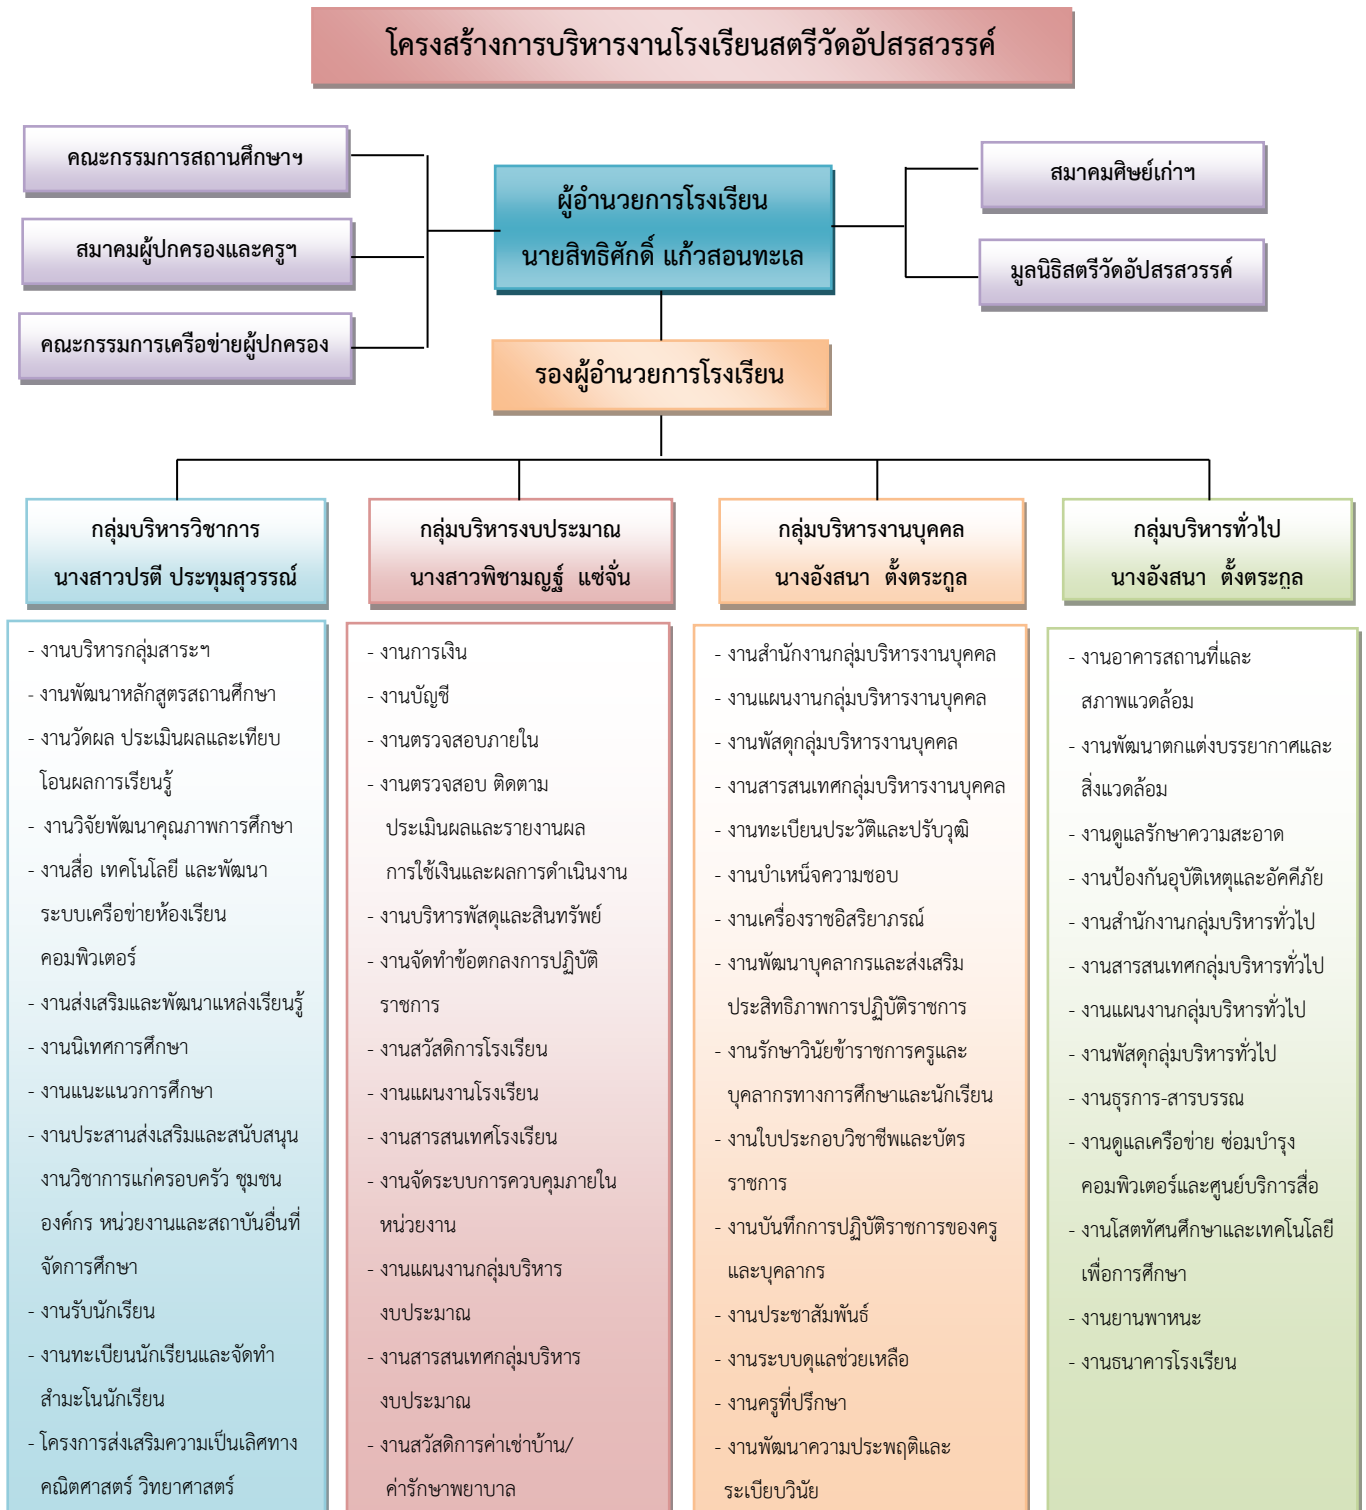 โครงสร้างการบริหารงานโรงเรียนสตรีวัดอัปสรสวรรค์
คณะกรรมการสถานศึกษาฯ
สมาคมผู้ปกครองและครูฯ
คณะกรรมการเครือข่ายผู้ปกครอง
ผู้อำนวยการโรงเรียน
นายสิทธิศักดิ์ แก้วสอนทะเล
สมาคมศิษย์เก่าฯ
มูลนิธิสตรีวัดอัปสรสวรรค์
รองผู้อำนวยการโรงเรียน
กลุ่มบริหารวิชาการ
นางสาวปรตี ประทุมสุวรรณ์
- งานบริหารกลุ่มสาระฯ
- งานพัฒนาหลักสูตรสถานศึกษา
- งานวัดผล ประเมินผลและเทียบ
โอนผลการเรียนรู้
- งานวิจัยพัฒนาคุณภาพการศึกษา
- งานสื่อ เทคโนโลยี และพัฒนา
ระบบเครือข่ายห้องเรียน
คอมพิวเตอร์
- งานส่งเสริมและพัฒนาแหล่งเรียนรู้
- งานนิเทศการศึกษา
- งานแนะแนวการศึกษา
- งานประสานส่งเสริมและสนับสนุน
งานวิชาการแก่ครอบครัว ชุมชน
องค์กร หน่วยงานและสถาบันอื่นที่
จัดการศึกษา
- งานรับนักเรียน
- งานทะเบียนนักเรียนและจัดทำ
สำมะโนนักเรียน
- โครงการส่งเสริมความเป็นเลิศทาง
คณิตศาสตร์ วิทยาศาสตร์
กลุ่มบริหารงบประมาณ
นางสาวพิชามญธุ์ แซ่จั่น
- งานการเงิน
- งานบัญชี
- งานตรวจสอบภายใน
- งานตรวจสอบ ติดตาม
ประเมินผลและรายงานผล
การใช้เงินและผลการดำเนินงาน
- งานบริหารพัสดุและสินทรัพย์
- งานจัดทำข้อตกลงการปฏิบัติ
ราชการ
- งานสวัสดิการโรงเรียน
- งานแผนงานโรงเรียน
- งานสารสนเทศโรงเรียน
- งานจัดระบบการควบคุมภายใน
หน่วยงาน
- งานแผนงานกลุ่มบริหาร
งบประมาณ
- งานสารสนเทศกลุ่มบริหาร
งบประมาณ
- งานสวัสดิการค่าเช่าบ้าน/
ค่ารักษาพยาบาล
กลุ่มบริหารงานบุคคล
นางอังสนา ตั้งตระกูล
- งานสำนักงานกลุ่มบริหารงานบุคคล
- งานแผนงานกลุ่มบริหารงานบุคคล
- งานพัสดุกลุ่มบริหารงานบุคคล
- งานสารสนเทศกลุ่มบริหารงานบุคคล
- งานทะเบียนประวัติและปรับวุฒิ
- งานบำเหน็จความชอบ
- งานเครื่องราชอิสริยาภรณ์
- งานพัฒนาบุคลากรและส่งเสริม
ประสิทธิภาพการปฏิบัติราชการ
- งานรักษาวินัยข้าราชการครูและ
บุคลากรทางการศึกษาและนักเรียน
- งานใบประกอบวิชาชีพและบัตร
ราชการ
- งานบันทึกการปฏิบัติราชการของครู
และบุคลากร
- งานประชาสัมพันธ์
- งานระบบดูแลช่วยเหลือ
- งานครูที่ปรึกษา
- งานพัฒนาความประพฤติและ
ระเบียบวินัย
กลุ่มบริหารทั่วไป
นางอังสนา ตั้งตระกูล
- งานอาคารสถานที่และ
สภาพแวดล้อม
- งานพัฒนาตกแต่งบรรยากาศและ
สิ่งแวดล้อม
- งานดูแลรักษาความสะอาด
- งานป้องกันอุบัติเหตุและอัคคีภัย
- งานสำนักงานกลุ่มบริหารทั่วไป
- งานสารสนเทศกลุ่มบริหารทั่วไป
- งานแผนงานกลุ่มบริหารทั่วไป
- งานพัสดุกลุ่มบริหารทั่วไป
- งานธุรการ-สารบรรณ
- งานดูแลเครือข่าย ซ่อมบำรุง
คอมพิวเตอร์และศูนย์บริการสื่อ
- งานโสตทัศนศึกษาและเทคโนโลยี
เพื่อการศึกษา
- งานยานพาหนะ
- งานธนาคารโรงเรียน